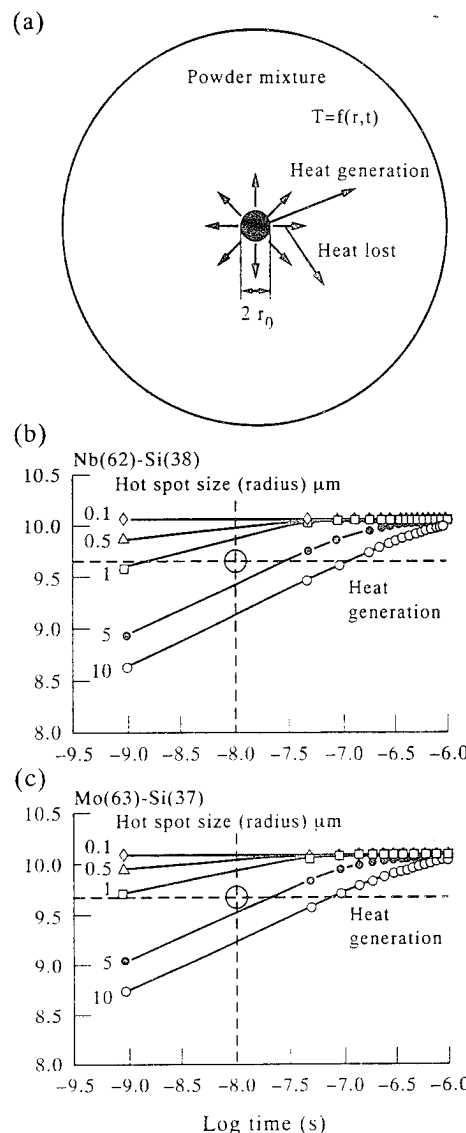 (a)
Powder mixture
T=f(r,t)
Heat generation
Heat lost
2 r0
(b)
Nb(62)-Si(38)
10.5
Hot spot size (radius) μm
0.1
10.0
0.5
9.5
1
Heat
generation
9.0
5
8.5
10
8.0
−9.5 −9.0 −8.5 −8.0 −7.5 −7.0 −6.5 −6.0
(c)
Mo(63)-Si(37)
10.5
Hot spot size (radius) μm
0.1
10.0
0.5
1
9.5
Heat
generation
9.0
5
10
8.5
8.0
−9.5 −9.0 −8.5 −8.0 −7.5 −7.0 −6.5 −6.0
Log time (s)